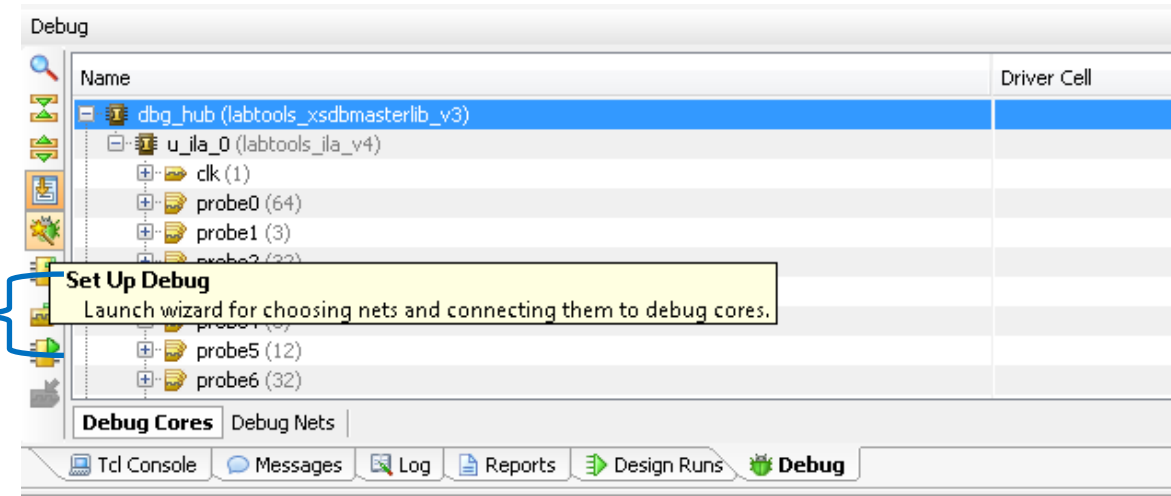 Debug
Name Driver Cell
dbg_hub (labtools_xsdbmasterlib_v3)
u_ila_0 (labtools_ila_v4)
clk (1)
probe0 (64)
probe1 (3)
Set Up Debug
Launch wizard for choosing nets and connecting them to debug cores.
probe5 (12)
probe6 (32)
Debug Cores Debug Nets
Tcl Console Messages Log Reports Design Runs Debug